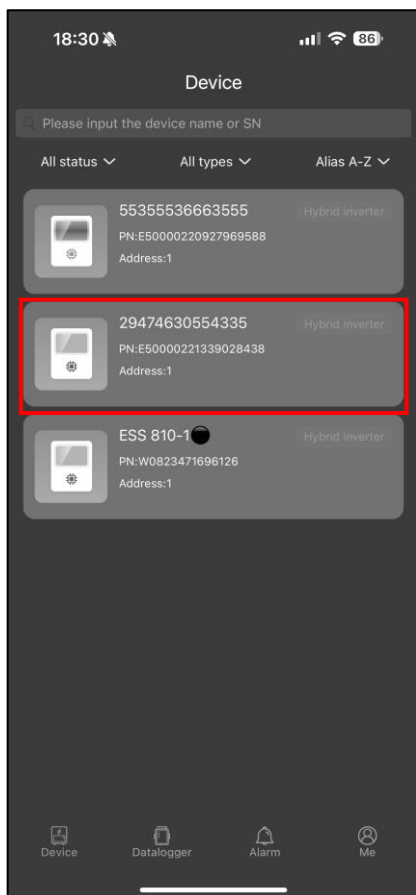 18:30
86
Device
Please input the device name or SN
All status
All types
Alias A-Z
55355536663555
Hybrid inverter
PN:E50000220927969588
Address:1
29474630554335
Hybrid inverter
PN:E50000221339028438
Address:1
ESS 810-1
Hybrid inverter
PN:W0823471696126
Address:1
Device
Datalogger
Alarm
Me